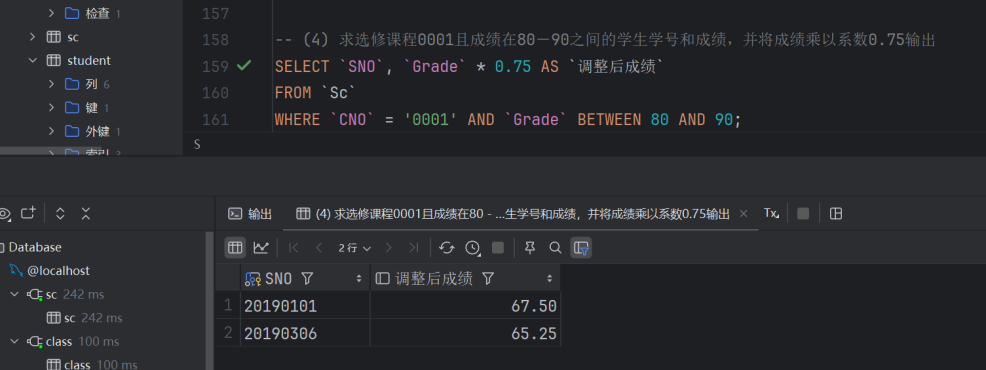 检查 1
sc
student
列 6
键 1
外键 1
索引 3
157
158 -- (4) 求选修课程0001且成绩在80－90之间的学生学号和成绩，并将成绩乘以系数0.75输出
159 SELECT `SNO`, `Grade` * 0.75 AS `调整后成绩`
160 FROM `Sc`
161 WHERE `CNO` = '0001' AND `Grade` BETWEEN 80 AND 90;
S
输出 (4) 求选修课程0001且成绩在80 - ...生学号和成绩，并将成绩乘以系数0.75输出 Tx
Database
@localhost
sc 242 ms
sc 242 ms
class 100 ms
class 100 ms
2 行
SNO 调整后成绩
1 20190101 67.50
2 20190306 65.25